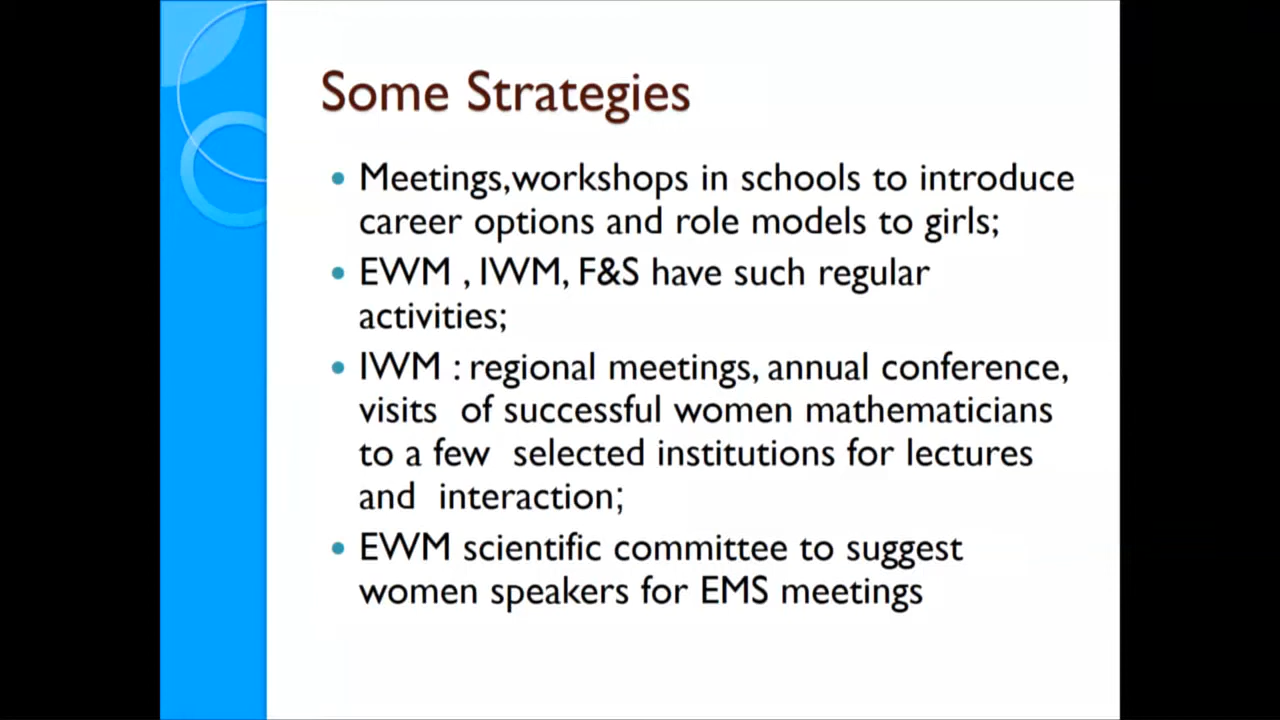 Some Strategies
• Meetings,workshops in schools to introduce
career options and role models to girls;
• EWM , IWM, F&S have such regular
activities;
• IWM : regional meetings, annual conference,
visits of successful women mathematicians
to a few selected institutions for lectures
and interaction;
• EWM scientific committee to suggest
women speakers for EMS meetings